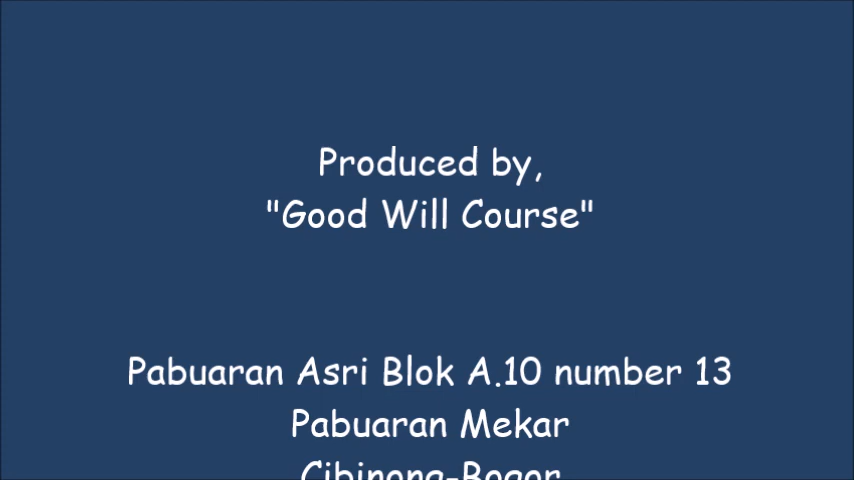 Produced by,
"Good Will Course"
Pabuaran Asri Blok A.10 number 13
Pabuaran Mekar
Cibinong-Bogor